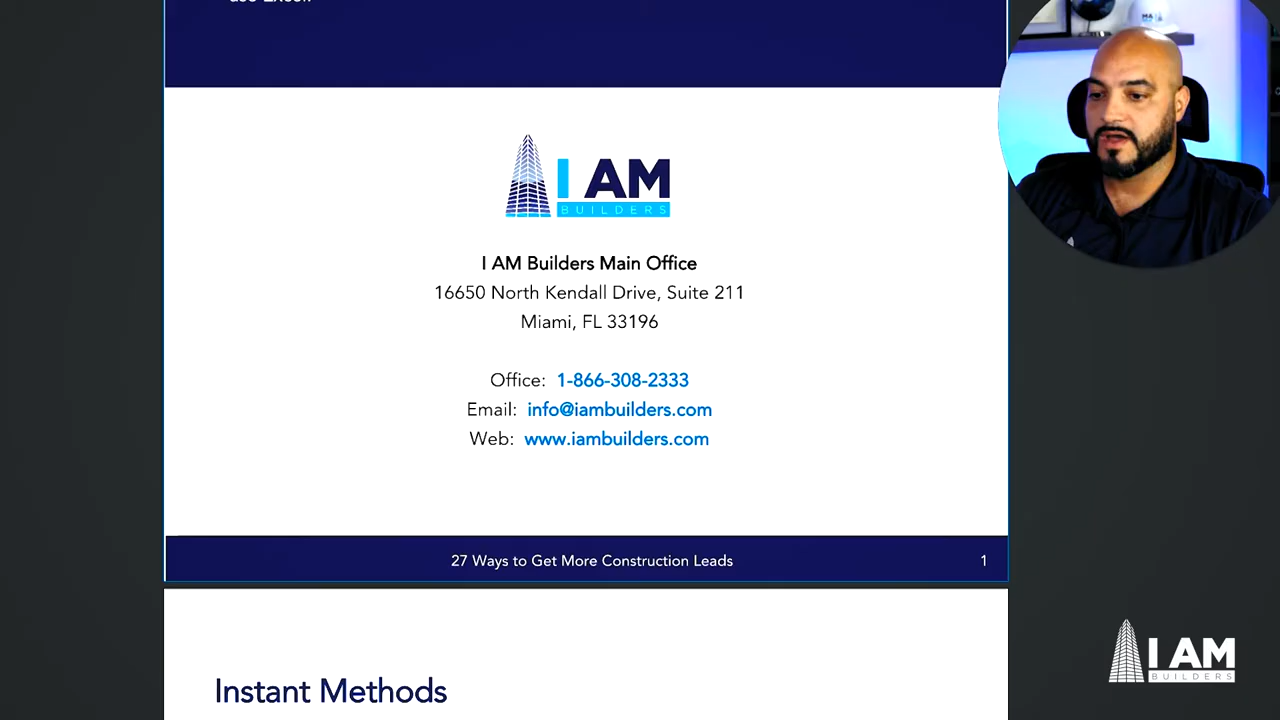 I AM
BUILDERS
I AM Builders Main Office
16650 North Kendall Drive, Suite 211
Miami, FL 33196
Office: 1-866-308-2333
Email: info@iambuilders.com
Web: www.iambuilders.com
27 Ways to Get More Construction Leads 1
Instant Methods
I AM
BUILDERS